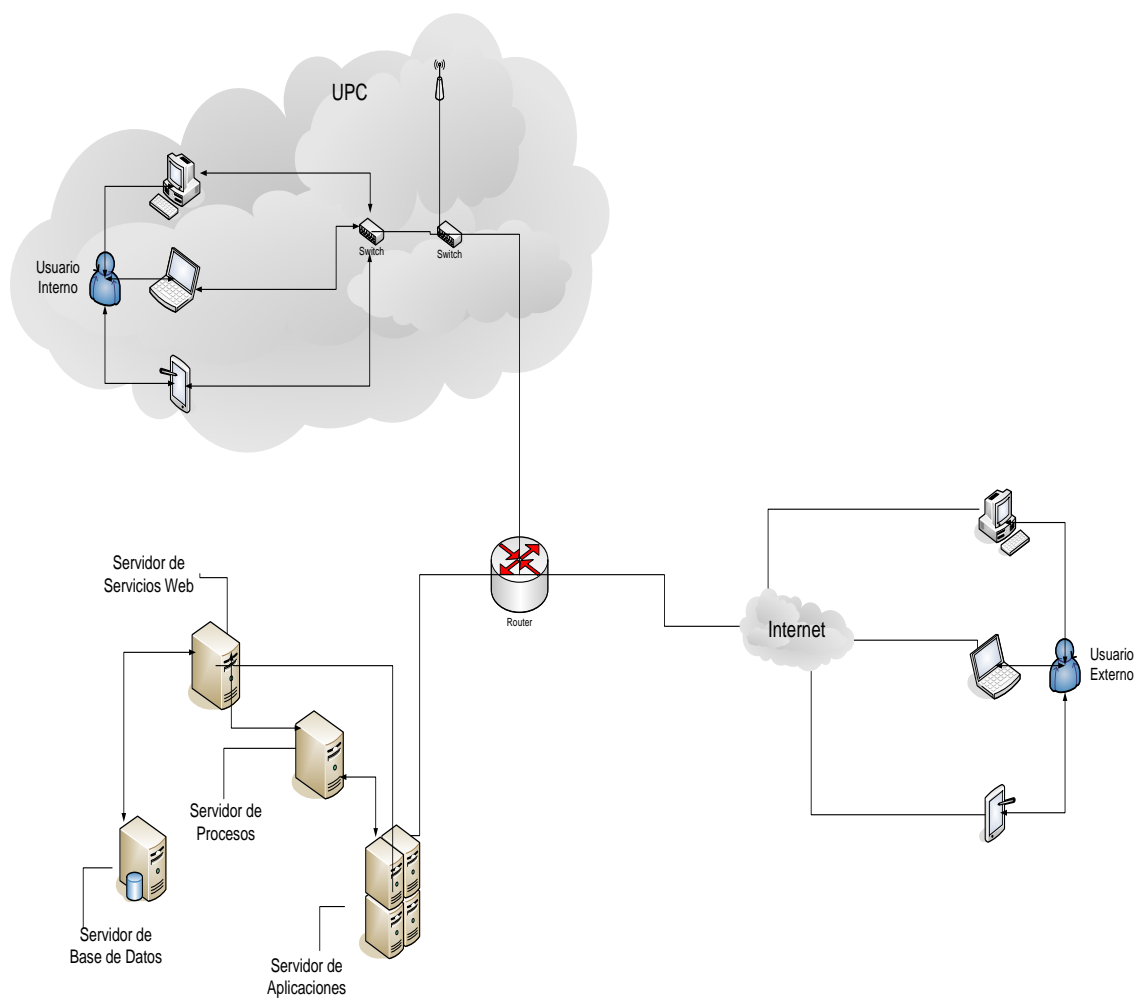 UPC
Switch
Switch
Usuario
Interno
Router
Internet
Usuario
Externo
Servidor de
Servicios Web
Servidor de
Procesos
Servidor de
Base de Datos
Servidor de
Aplicaciones